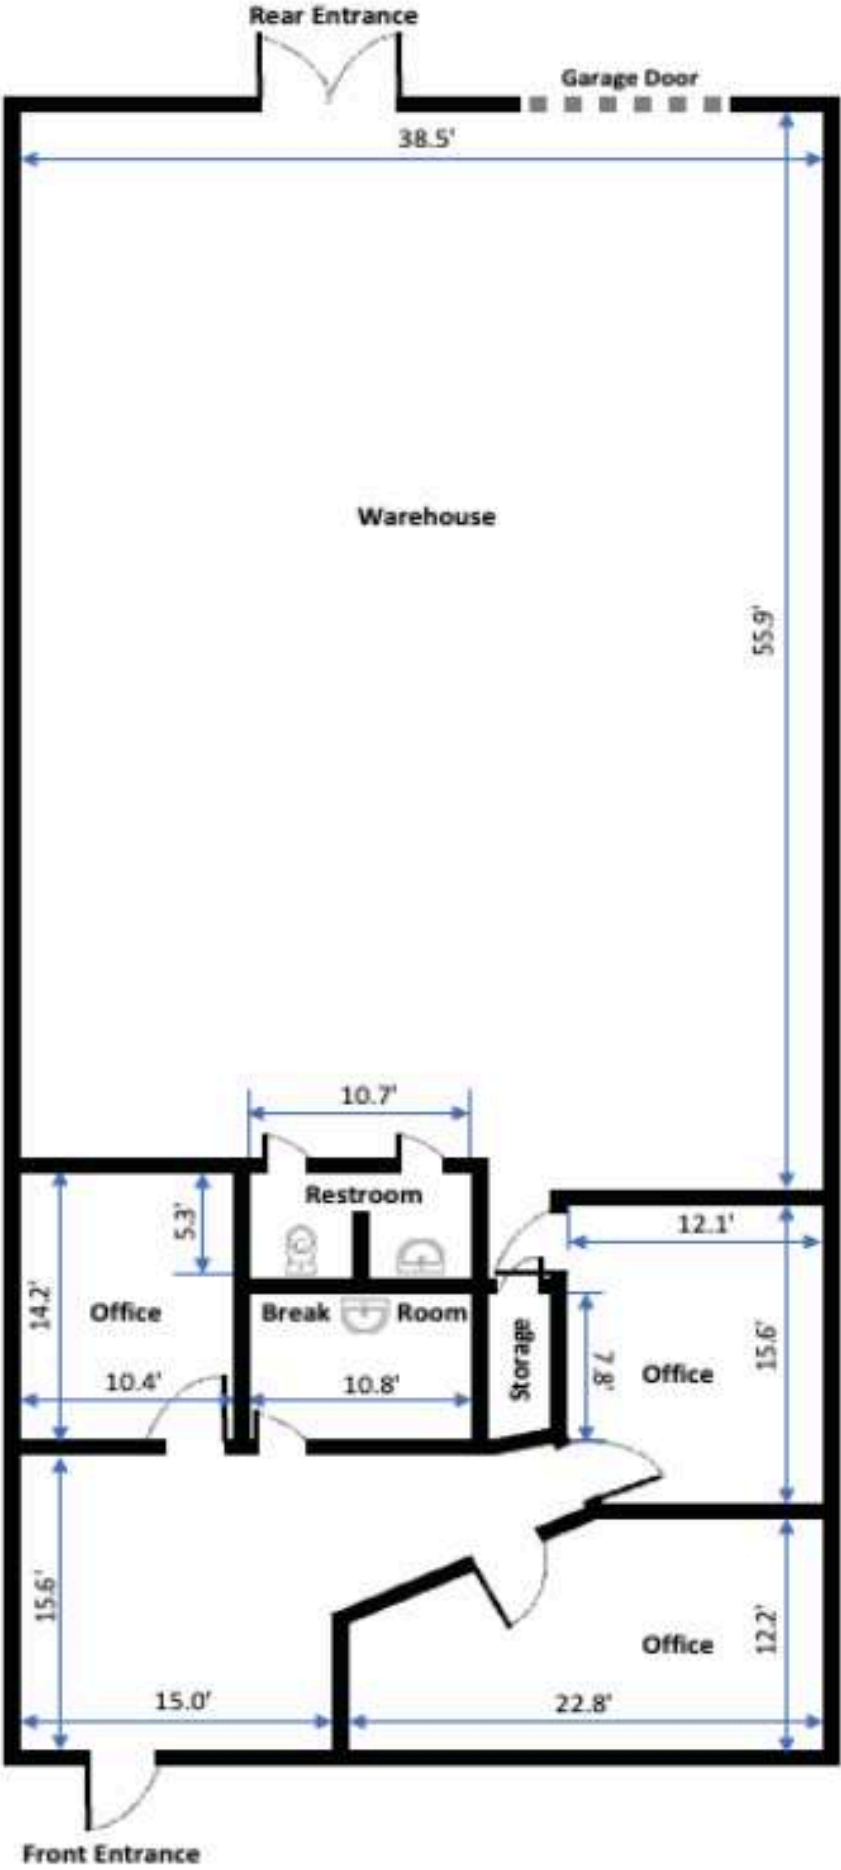 Rear Entrance
Garage Door
38.5'
Warehouse
55.9'
10.7'
Restroom
5.3'
12.1'
14.2'
Office
Break Room
Storage
7.8'
Office
15.6'
10.4'
10.8'
15.6'
Office
12.2'
15.0'
22.8'
Front Entrance